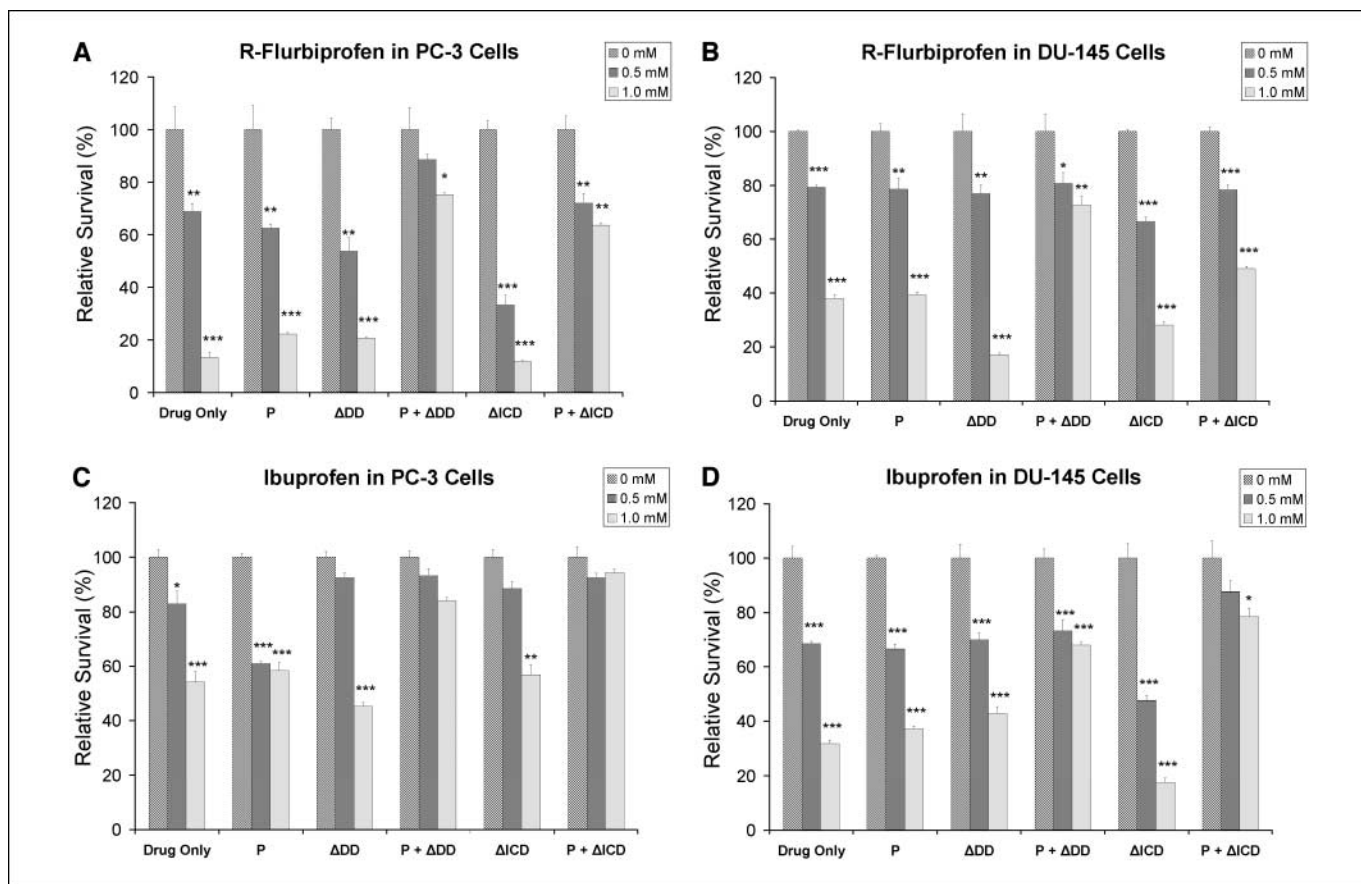 A
R-Flurbiprofen in PC-3 Cells
0 mM
0.5 mM
1.0 mM
Relative Survival (%)
120
100
80
60
40
20
0
**
***
**
***
**
***
*
***
***
**
**
Drug Only
P
ΔDD
P + ΔDD
ΔICD
P + ΔICD
B
R-Flurbiprofen in DU-145 Cells
0 mM
0.5 mM
1.0 mM
Relative Survival (%)
120
100
80
60
40
20
0
***
***
**
***
**
***
*
**
***
***
***
***
Drug Only
P
ΔDD
P + ΔDD
ΔICD
P + ΔICD
C
Ibuprofen in PC-3 Cells
0 mM
0.5 mM
1.0 mM
Relative Survival (%)
120
100
80
60
40
20
0
*
***
***
***
***
**
Drug Only
P
ΔDD
P + ΔDD
ΔICD
P + ΔICD
D
Ibuprofen in DU-145 Cells
0 mM
0.5 mM
1.0 mM
Relative Survival (%)
120
100
80
60
40
20
0
***
***
***
***
***
***
***
***
***
***
*
Drug Only
P
ΔDD
P + ΔDD
ΔICD
P + ΔICD